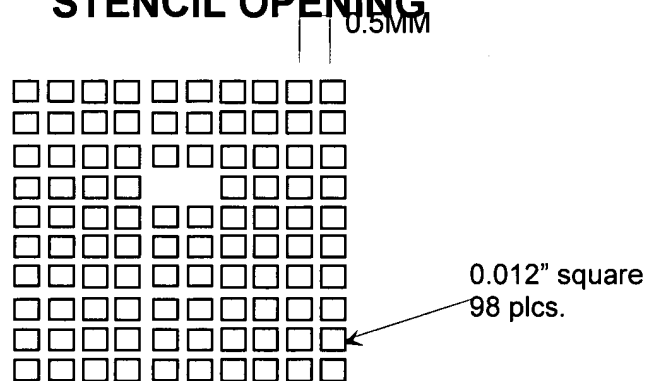 STENCIL OPENING
0.5MM
0.012” square
98 plcs.